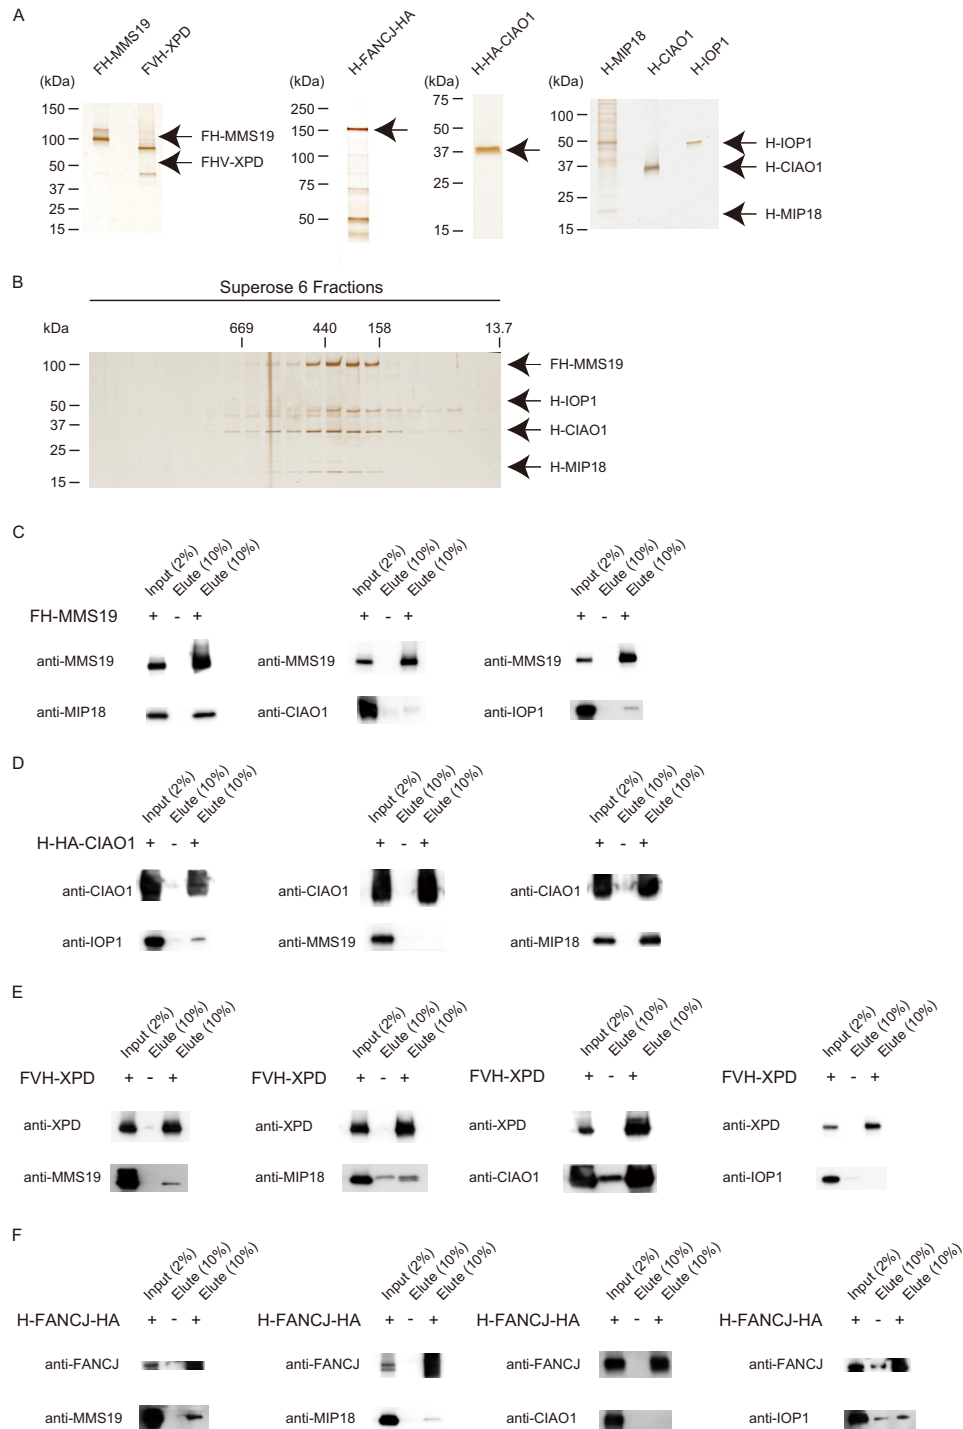 A
FH-MMS19
FVH-XPD
(kDa)
150
100
50
37
25
15
FH-MMS19
FHV-XPD
H-FANCJ-HA
(kDa)
250
150
100
75
50
H-HA-CIAO1
(kDa)
75
50
37
25
15
H-MIP18
H-CIAO1
H-IOP1
(kDa)
100
50
37
25
15
H-IOP1
H-CIAO1
H-MIP18
B
Superose 6 Fractions
kDa 669 440 158 13.7
100
50
37
25
15
FH-MMS19
H-IOP1
H-CIAO1
H-MIP18
C
Input (2%) Elute (10%) Elute (10%) Input (2%) Elute (10%) Elute (10%) Input (2%) Elute (10%) Elute (10%)
FH-MMS19 + - + + - + + - +
anti-MMS19 anti-MMS19 anti-MMS19
anti-MIP18 anti-CIAO1 anti-IOP1
D
Input (2%) Elute (10%) Elute (10%) Input (2%) Elute (10%) Elute (10%) Input (2%) Elute (10%) Elute (10%)
H-HA-CIAO1 + - + + - + + - +
anti-CIAO1 anti-CIAO1 anti-CIAO1
anti-IOP1 anti-MMS19 anti-MIP18
E
Input (2%) Elute (10%) Elute (10%) Input (2%) Elute (10%) Elute (10%) Input (2%) Elute (10%) Elute (10%) Input (2%) Elute (10%) Elute (10%)
FVH-XPD + - + FVH-XPD + - + FVH-XPD + - + FVH-XPD + - +
anti-XPD anti-XPD anti-XPD anti-XPD
anti-MMS19 anti-MIP18 anti-CIAO1 anti-IOP1
F
Input (2%) Elute (10%) Elute (10%) Input (2%) Elute (10%) Elute (10%) Input (2%) Elute (10%) Elute (10%) Input (2%) Elute (10%) Elute (10%)
H-FANCJ-HA + - + H-FANCJ-HA + - + H-FANCJ-HA + - + H-FANCJ-HA + - +
anti-FANCJ anti-FANCJ anti-FANCJ anti-FANCJ
anti-MMS19 anti-MIP18 anti-CIAO1 anti-IOP1